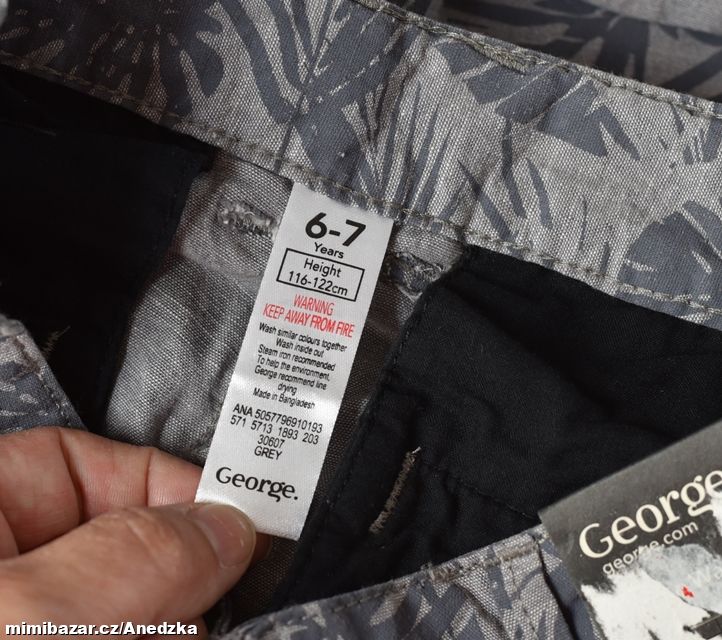 6-7
Years
Height
116-122cm
WARNING
KEEP AWAY FROM FIRE
Wash similar colours together
Wash inside out
Steam iron recommended
To help the environment,
George recommend line
drying
Made in Bangladesh
ANA 5057796910193
571 5713 1893 203
30607
GREY
George.
George
george.com
mimibazar.cz/Anedzka